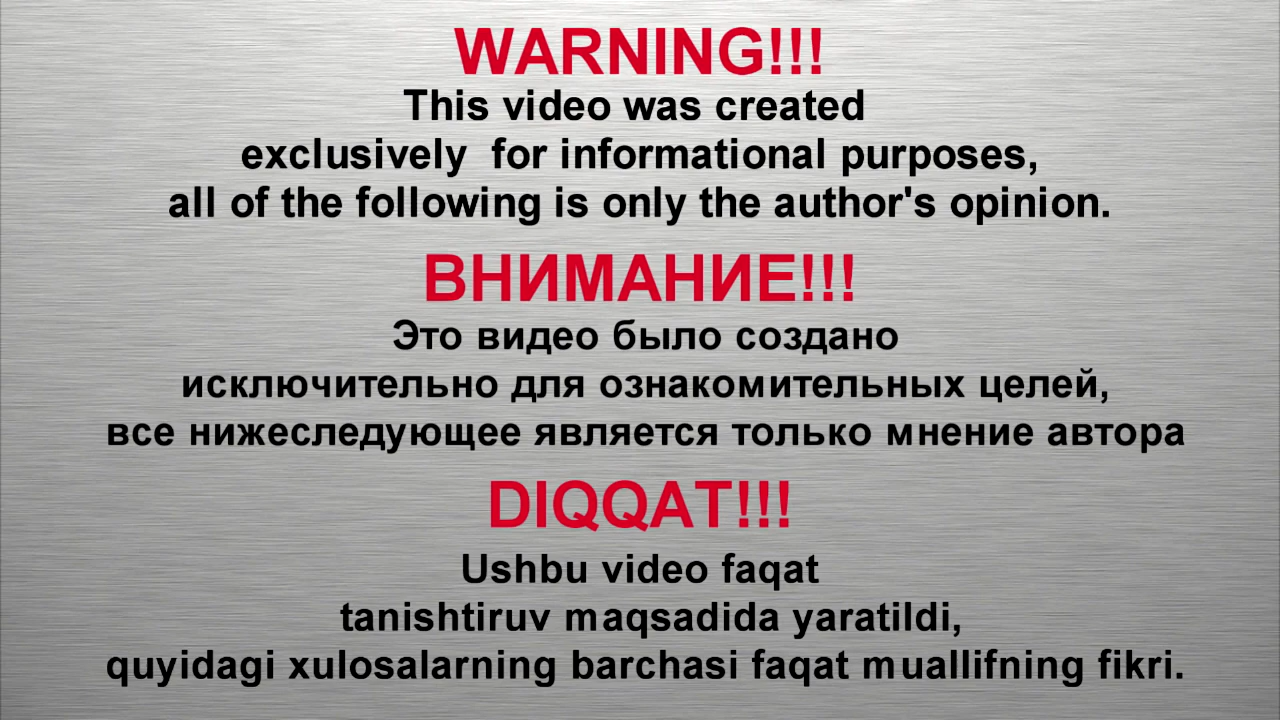 WARNING!!!
This video was created
exclusively for informational purposes,
all of the following is only the author's opinion.
ВНИМАНИЕ!!!
Это видео было создано
исключительно для ознакомительных целей,
все нижеследующее является только мнение автора
DIQQAT!!!
Ushbu video faqat
tanishtiruv maqsadida yaratildi,
quyidagi xulosalarning barchasi faqat muallifning fikri.